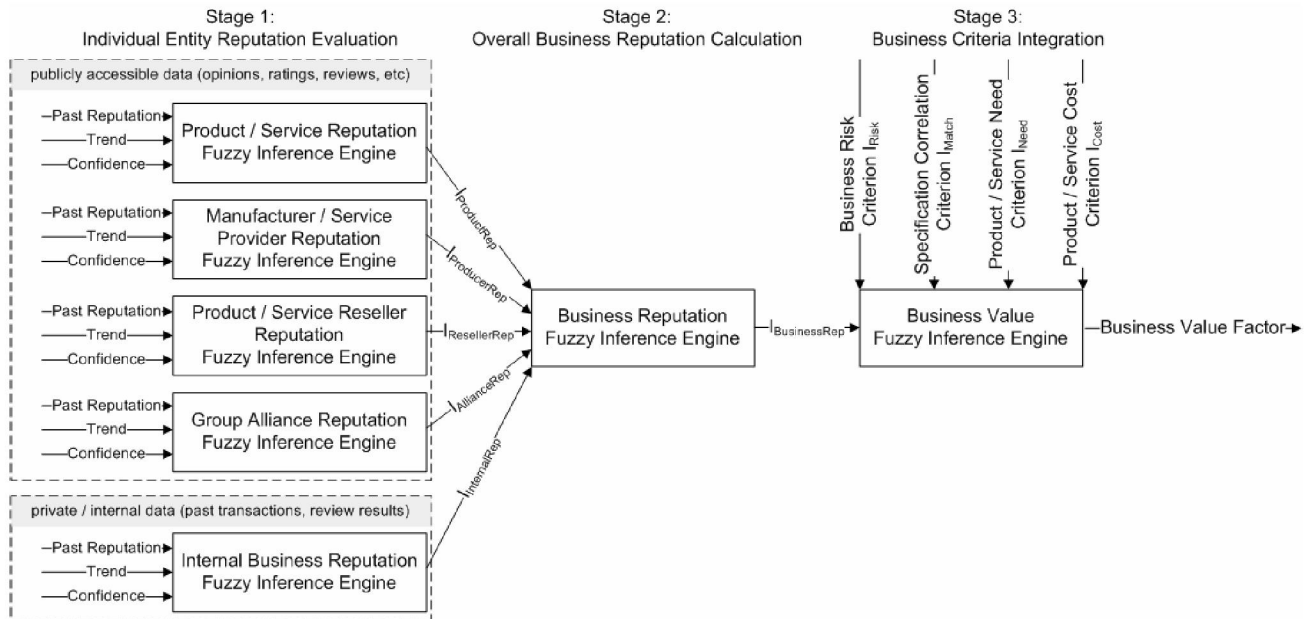 Stage 1:
Individual Entity Reputation Evaluation
Stage 2:
Overall Business Reputation Calculation
Stage 3:
Business Criteria Integration
publicly accessible data (opinions, ratings, reviews, etc)
Past Reputation
Trend
Confidence
Product / Service Reputation
Fuzzy Inference Engine
Past Reputation
Trend
Confidence
Manufacturer / Service
Provider Reputation
Fuzzy Inference Engine
Past Reputation
Trend
Confidence
Product / Service Reseller
Reputation
Fuzzy Inference Engine
Past Reputation
Trend
Confidence
Group Alliance Reputation
Fuzzy Inference Engine
private / internal data (past transactions, review results)
Past Reputation
Trend
Confidence
Internal Business Reputation
Fuzzy Inference Engine
IProductRep
IProducerRep
IResellerRep
IAllianceRep
IInternalRep
Business Reputation
Fuzzy Inference Engine
IBusinessRep
Business Risk
Criterion IRisk
Specification Correlation
Criterion IMatch
Product / Service Need
Criterion INeed
Product / Service Cost
Criterion ICost
Business Value
Fuzzy Inference Engine
Business Value Factor